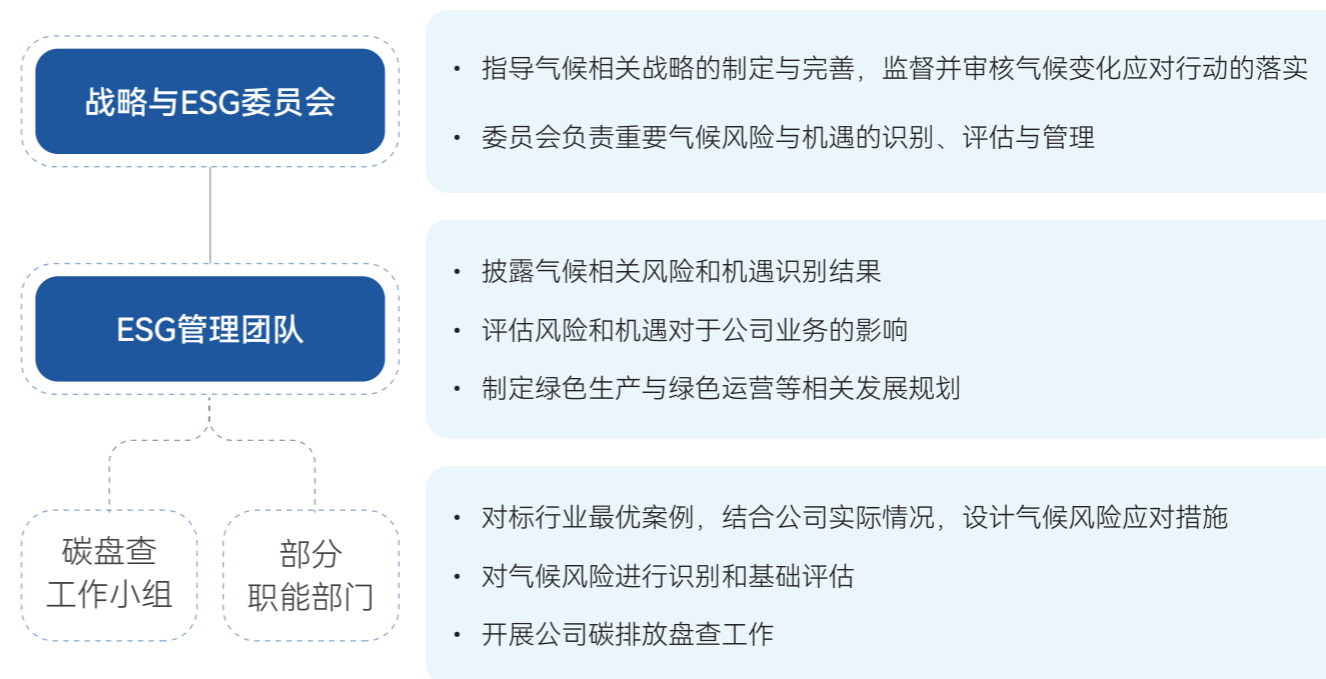 战略与ESG委员会
• 指导气候相关战略的制定与完善，监督并审核气候变化应对行动的落实
• 委员会负责重要气候风险与机遇的识别、评估与管理
ESG管理团队
• 披露气候相关风险和机遇识别结果
• 评估风险和机遇对于公司业务的影响
• 制定绿色生产与绿色运营等相关发展规划
碳盘查
工作小组
部分
职能部门
• 对标行业最优案例，结合公司实际情况，设计气候风险应对措施
• 对气候风险进行识别和基础评估
• 开展公司碳排放盘查工作